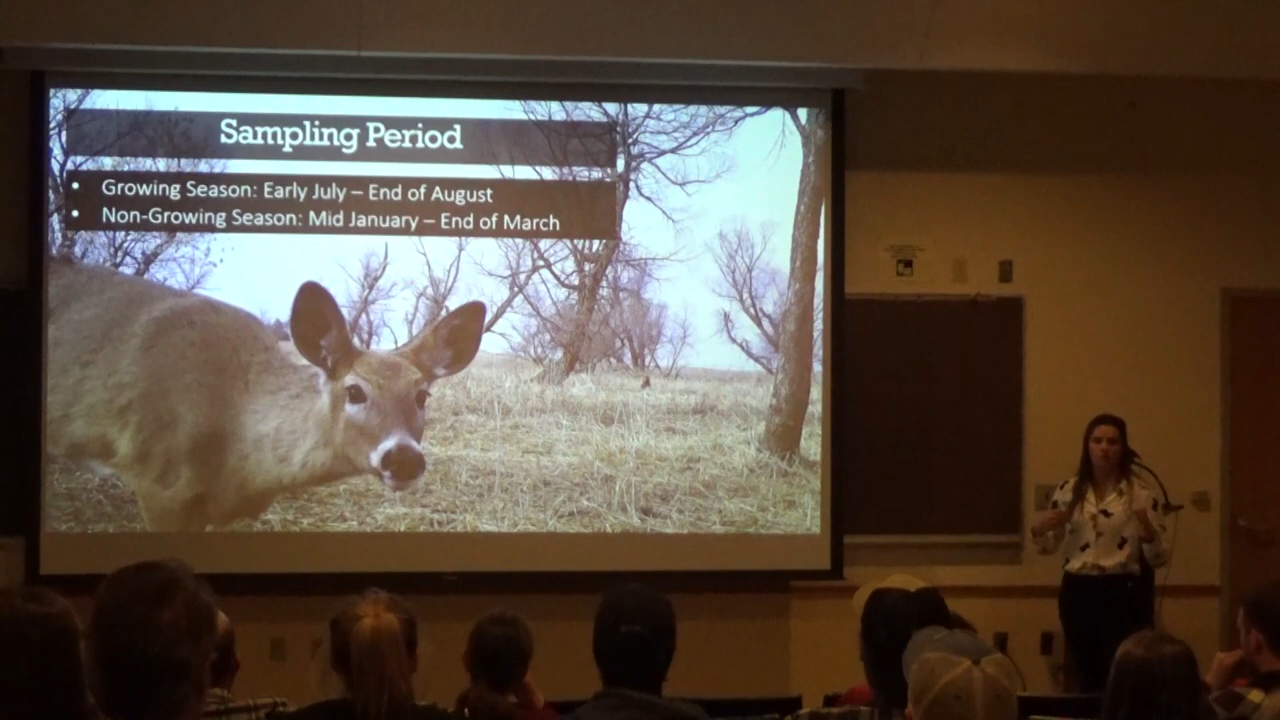 Sampling Period
• Growing Season: Early July – End of August
• Non-Growing Season: Mid January – End of March